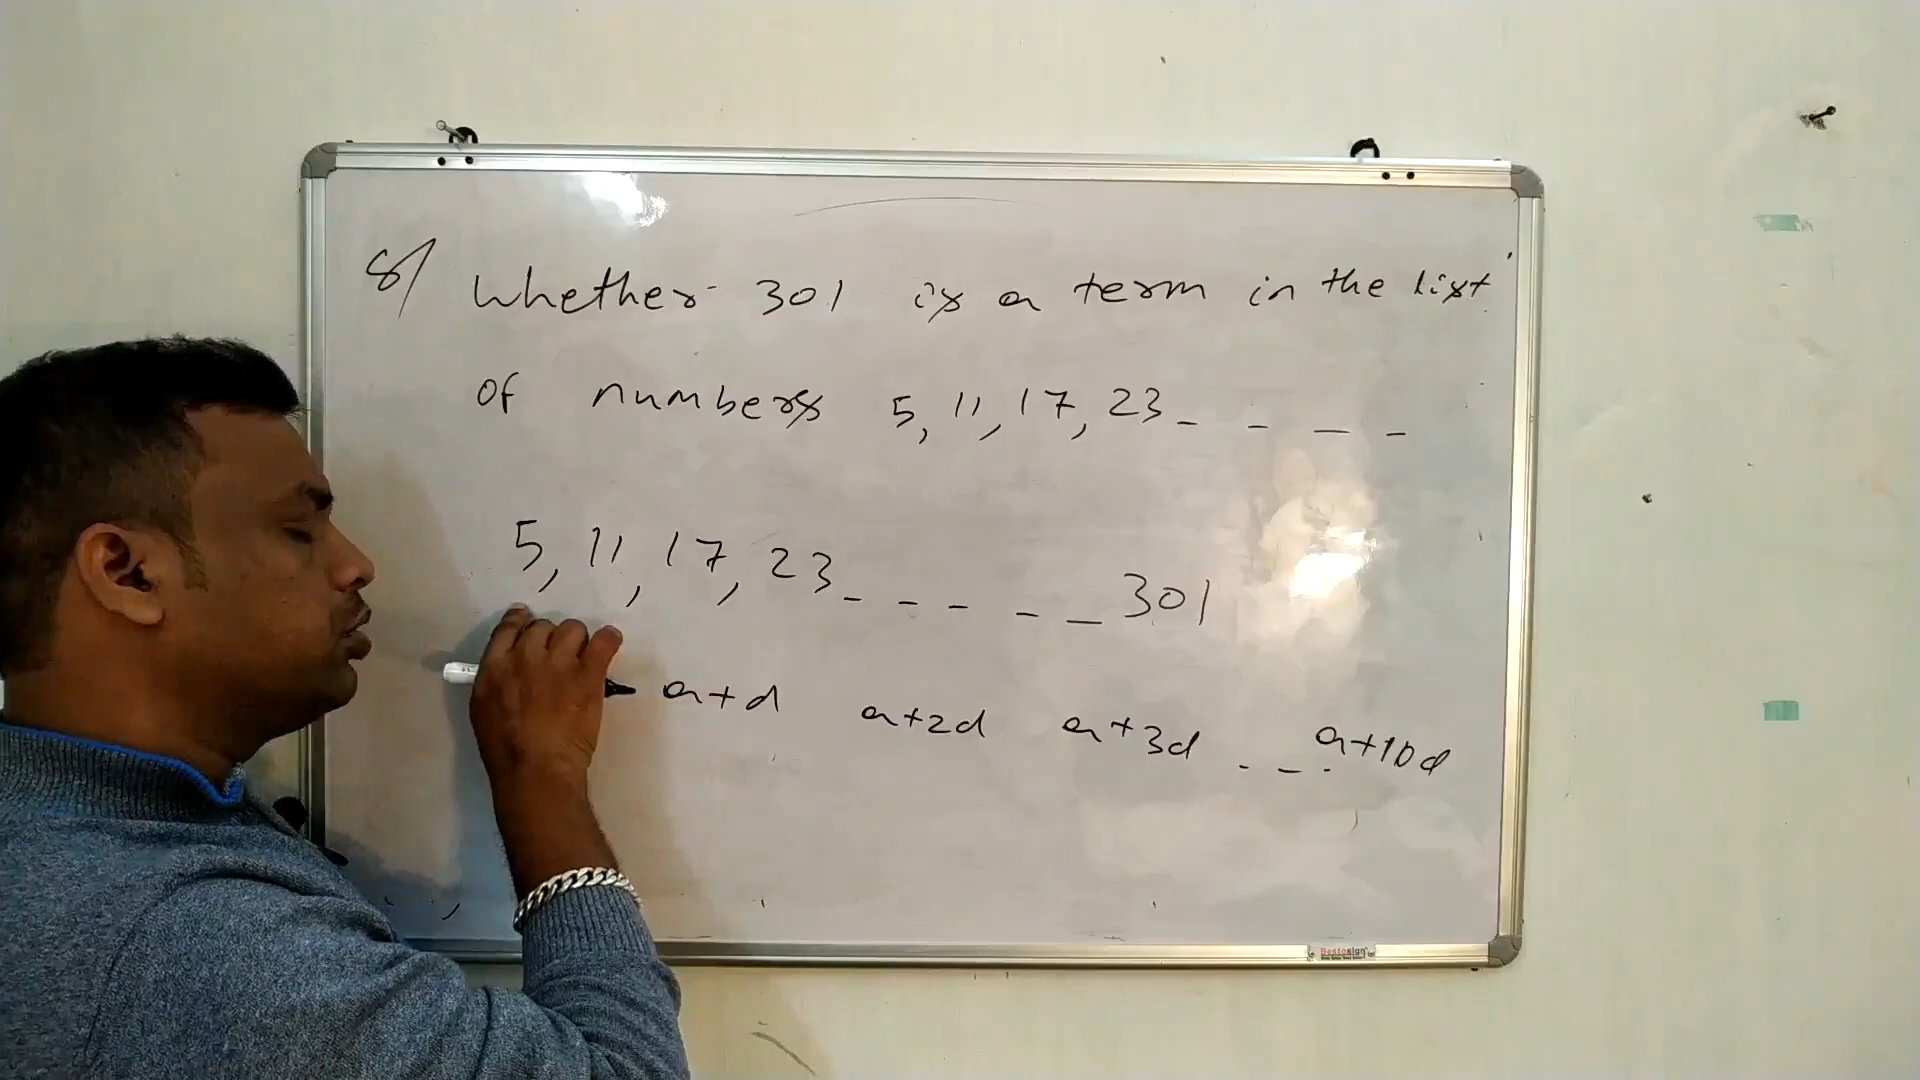 8/ Whether 301 is a term in the list
of numbers 5, 11, 17, 23 _ _ _ _
5, 11, 17, 23 _ _ _ _ _ 301
a+d a+2d a+3d _ _ _ a+10d
Bestosign